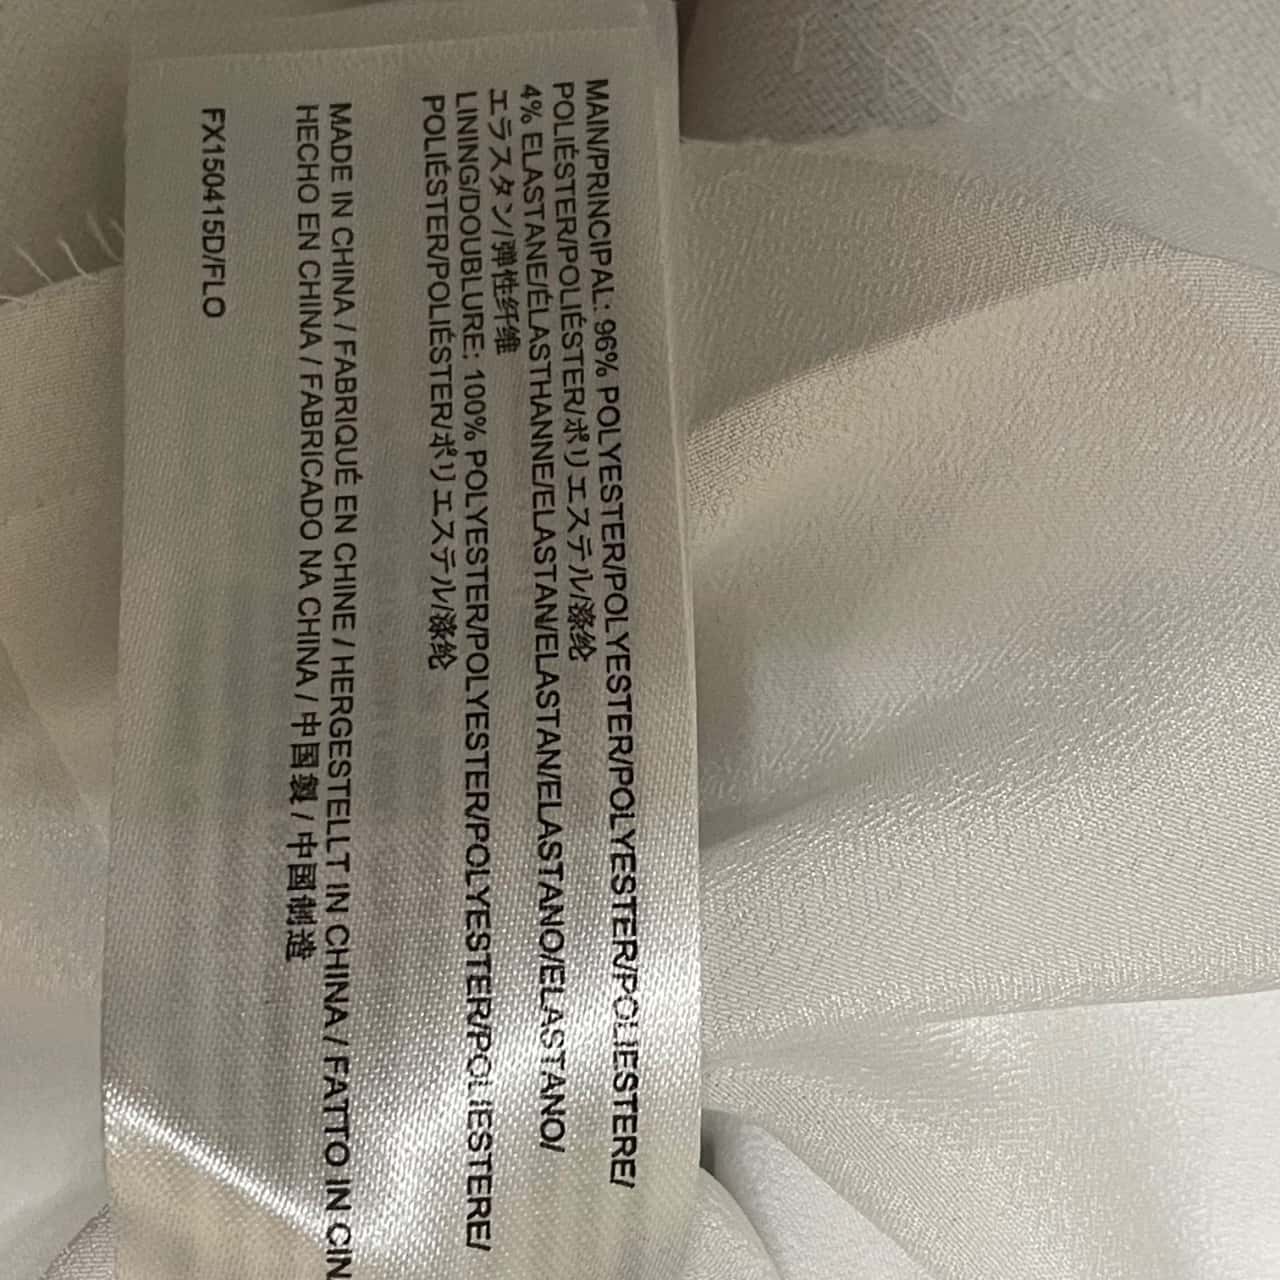 MAIN/PRINCIPAL: 96% POLYESTER/POLYESTER/POLYESTER/POLIESTERE/
POLIÉSTER/POLIÉSTER/ポリエステル/涤纶
4% ELASTANE/ÉLASTHANNE/ELASTAN/ELASTAN/ELASTANO/ELASTANO/
エラスタン/弹性纤维
LINING/DOUBLURE: 100% POLYESTER/POLYESTER/POLYESTER/POLIESTERE/
POLIÉSTER/POLIÉSTER/ポリエステル/涤纶
MADE IN CHINA / FABRIQUÉ EN CHINE / HERGESTELLT IN CHINA / FATTO IN CIN
HECHO EN CHINA / FABRICADO NA CHINA / 中国製 / 中国制造
FX150415D/FLO